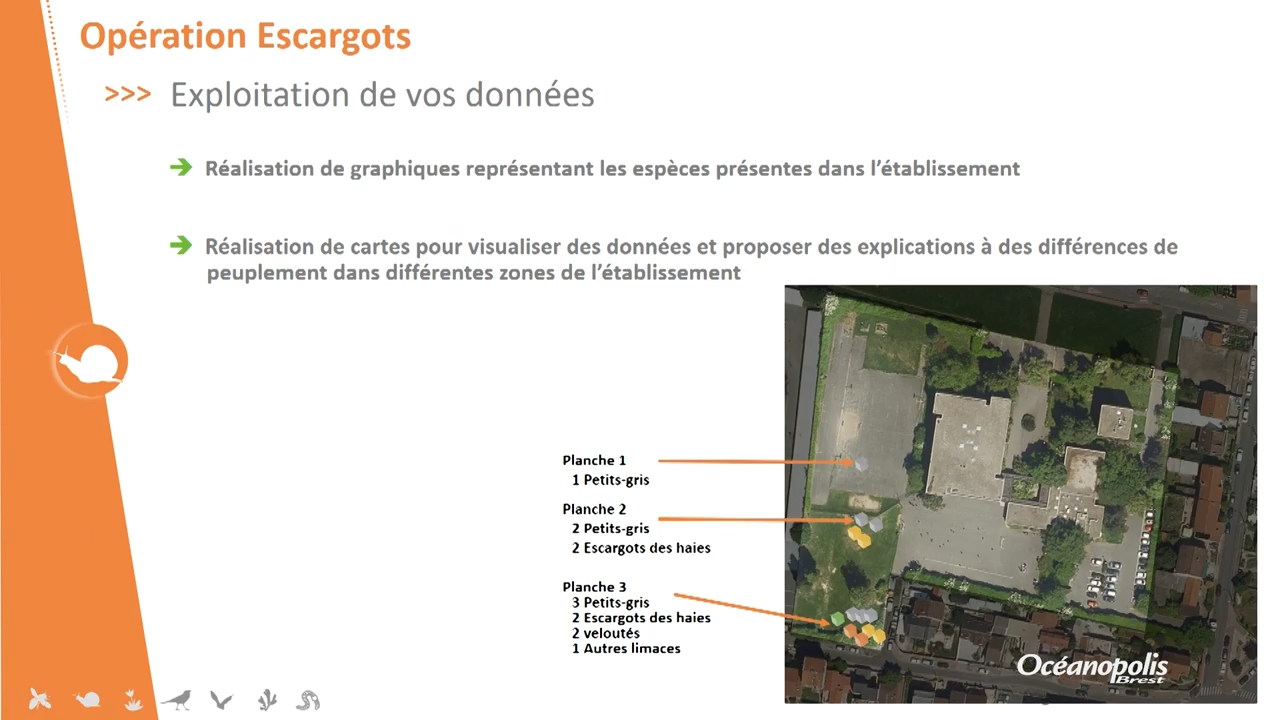 Opération Escargots
>>> Exploitation de vos données
➔ Réalisation de graphiques représentant les espèces présentes dans l’établissement
➔ Réalisation de cartes pour visualiser des données et proposer des explications à des différences de
peuplement dans différentes zones de l’établissement
Planche 1
1 Petits-gris
Planche 2
2 Petits-gris
2 Escargots des haies
Planche 3
3 Petits-gris
2 Escargots des haies
2 veloutés
1 Autres limaces
Océanopolis
Brest